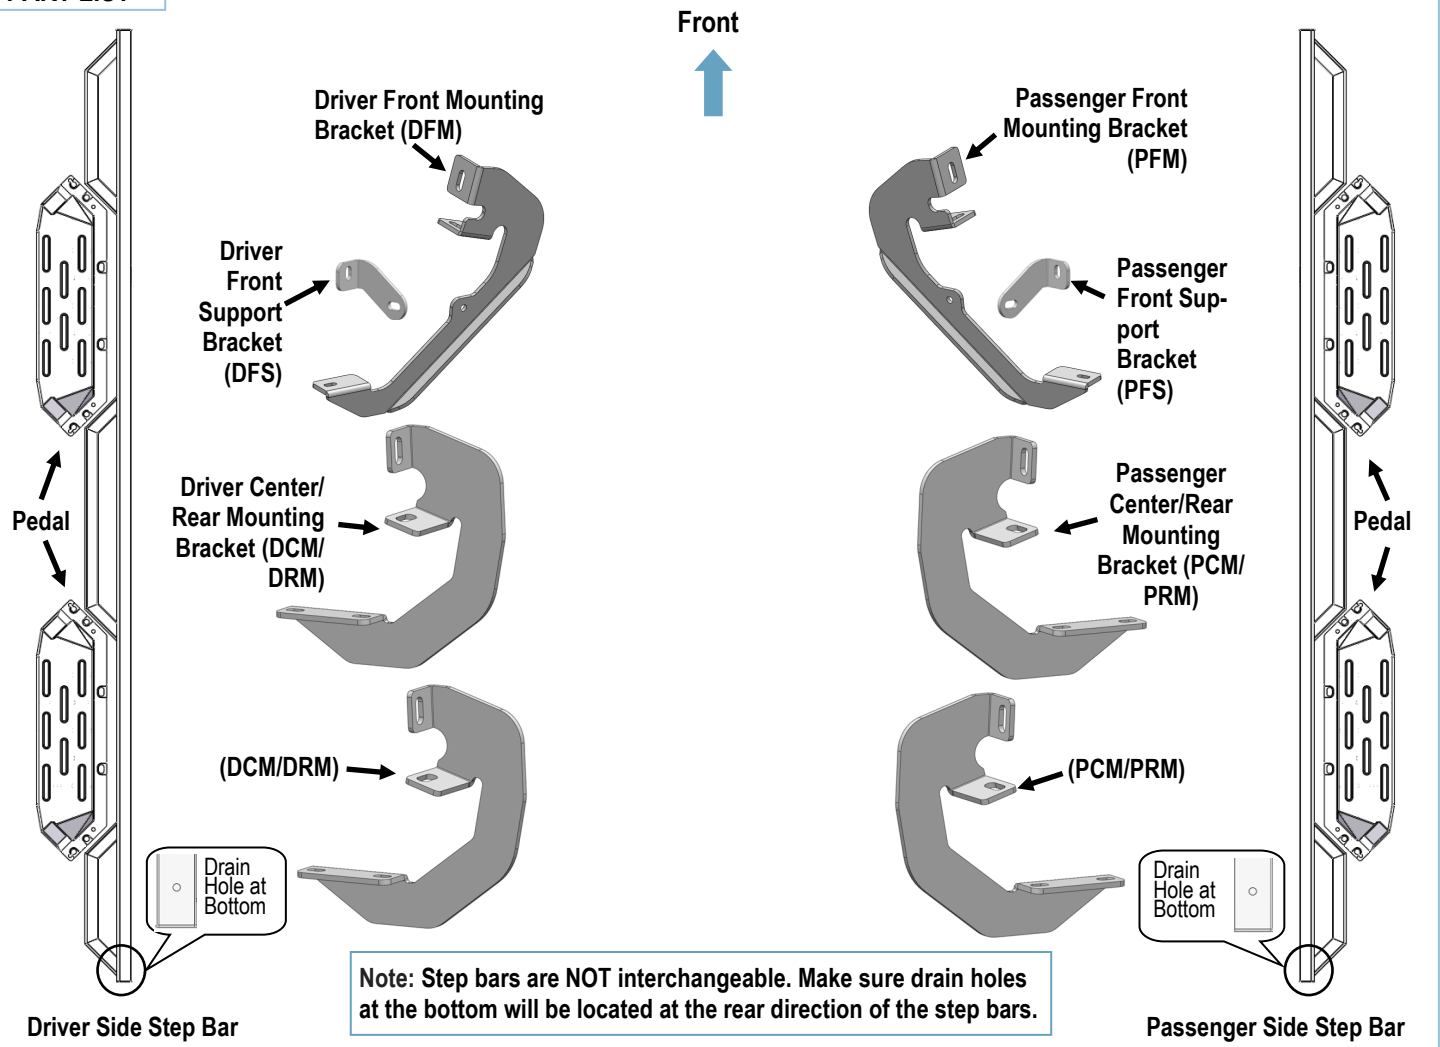 PART LIST
Front
Driver Front Mounting
Bracket (DFM)
Passenger Front
Mounting Bracket
(PFM)
Driver
Front
Support
Bracket
(DFS)
Passenger
Front Sup-
port
Bracket
(PFS)
Driver Center/
Rear Mounting
Bracket (DCM/
DRM)
Passenger
Center/Rear
Mounting
Bracket (PCM/
PRM)
Pedal
Pedal
(DCM/DRM)
(PCM/PRM)
Drain
Hole at
Bottom
Drain
Hole at
Bottom
Note: Step bars are NOT interchangeable. Make sure drain holes
at the bottom will be located at the rear direction of the step bars.
Driver Side Step Bar
Passenger Side Step Bar